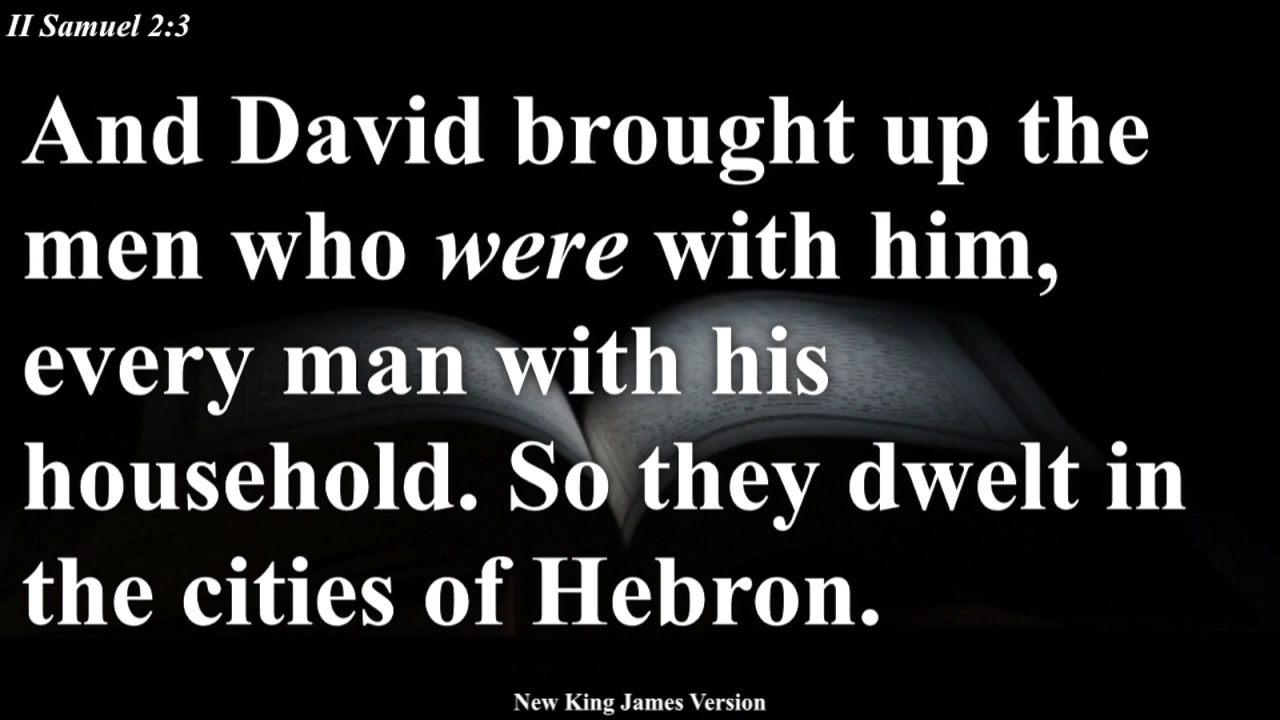 II Samuel 2:3
And David brought up the
men who were with him,
every man with his
household. So they dwelt in
the cities of Hebron.
New King James Version